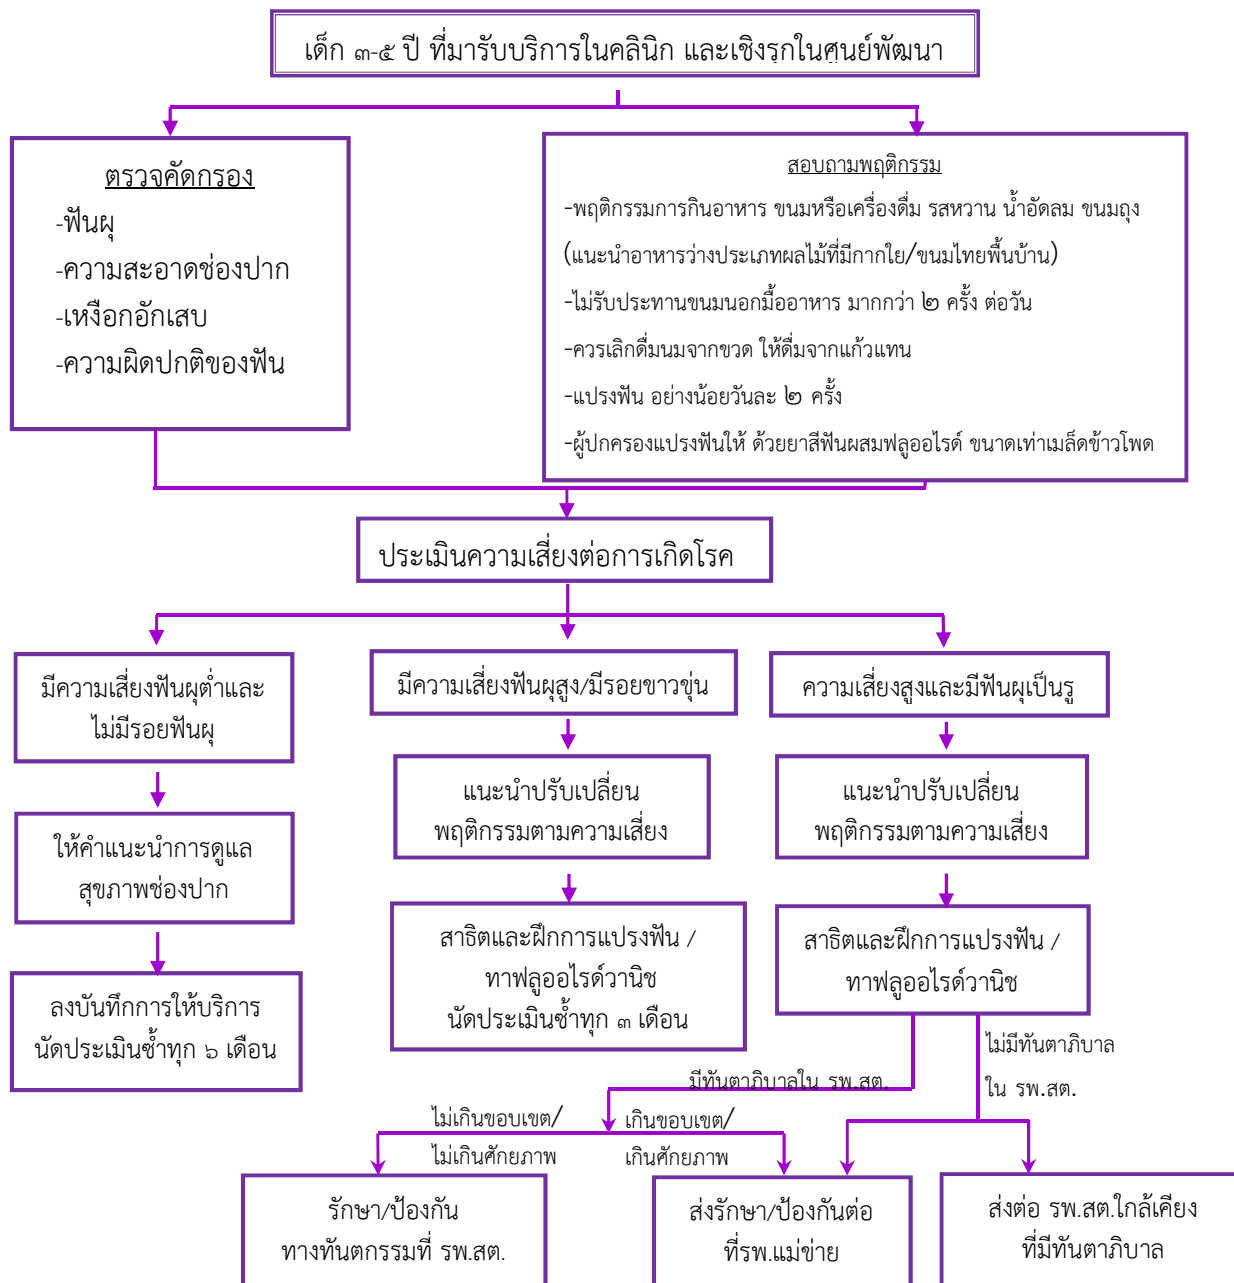 เด็ก ๓-๕ ปี ที่มารับบริการในคลินิก และเชิงรุกในศูนย์พัฒนา
ตรวจคัดกรอง
-ฟันผุ
-ความสะอาดช่องปาก
-เหงือกอักเสบ
-ความผิดปกติของฟัน
สอบถามพฤติกรรม
-พฤติกรรมการกินอาหาร ขนมหรือเครื่องดื่ม รสหวาน น้ำอัดลม ขนมถุง
(แนะนำอาหารว่างประเภทผลไม้ที่มีกากใย/ขนมไทยพื้นบ้าน)
-ไม่รับประทานขนมนอกมื้ออาหาร มากกว่า ๒ ครั้ง ต่อวัน
-ควรเลิกดื่มนมจากขวด ให้ดื่มจากแก้วแทน
-แปรงฟัน อย่างน้อยวันละ ๒ ครั้ง
-ผู้ปกครองแปรงฟันให้ ด้วยยาสีฟันผสมฟลูออไรด์ ขนาดเท่าเมล็ดข้าวโพด
ประเมินความเสี่ยงต่อการเกิดโรค
มีความเสี่ยงฟันผุต่ำและ
ไม่มีรอยฟันผุ
ให้คำแนะนำการดูแล
สุขภาพช่องปาก
ลงบันทึกการให้บริการ
นัดประเมินซ้ำทุก ๖ เดือน
มีความเสี่ยงฟันผุสูง/มีรอยขาวขุ่น
แนะนำปรับเปลี่ยน
พฤติกรรมตามความเสี่ยง
สาธิตและฝึกการแปรงฟัน /
ทาฟลูออไรด์วานิช
นัดประเมินซ้ำทุก ๓ เดือน
ความเสี่ยงสูงและมีฟันผุเป็นรู
แนะนำปรับเปลี่ยน
พฤติกรรมตามความเสี่ยง
สาธิตและฝึกการแปรงฟัน /
ทาฟลูออไรด์วานิช
มีทันตาภิบาลใน รพ.สต.
ไม่มีทันตาภิบาล
ใน รพ.สต.
ไม่เกินขอบเขต/
ไม่เกินศักยภาพ
เกินขอบเขต/
เกินศักยภาพ
รักษา/ป้องกัน
ทางทันตกรรมที่ รพ.สต.
ส่งรักษา/ป้องกันต่อ
ที่รพ.แม่ข่าย
ส่งต่อ รพ.สต.ใกล้เคียง
ที่มีทันตาภิบาล